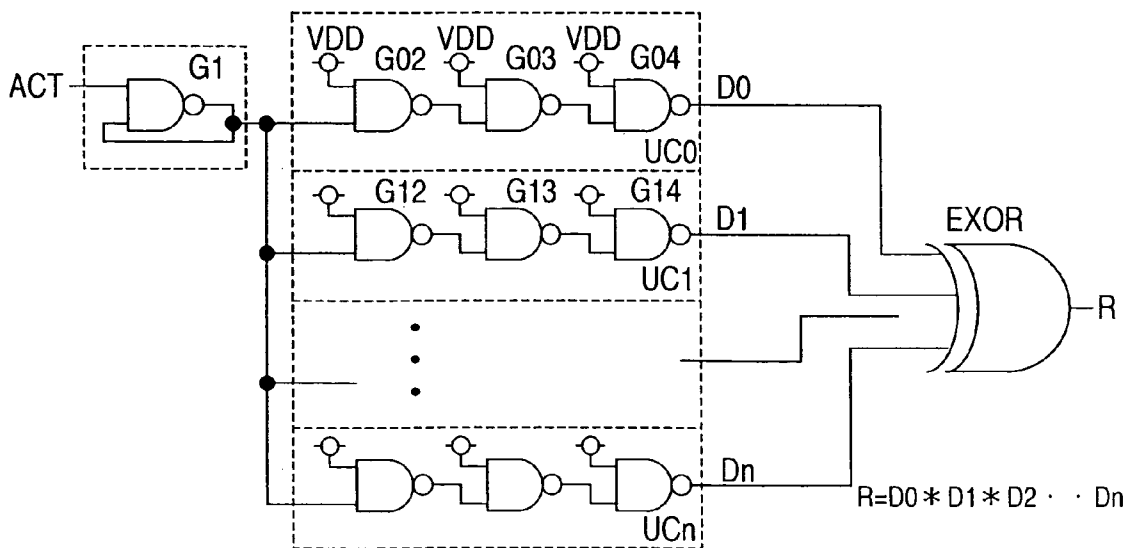 VDD VDD VDD
G1 G02 G03 G04
ACT D0
UC0
G12 G13 G14
D1 EXOR
UC1
R
Dn
R=D0*D1*D2・・Dn
UCn